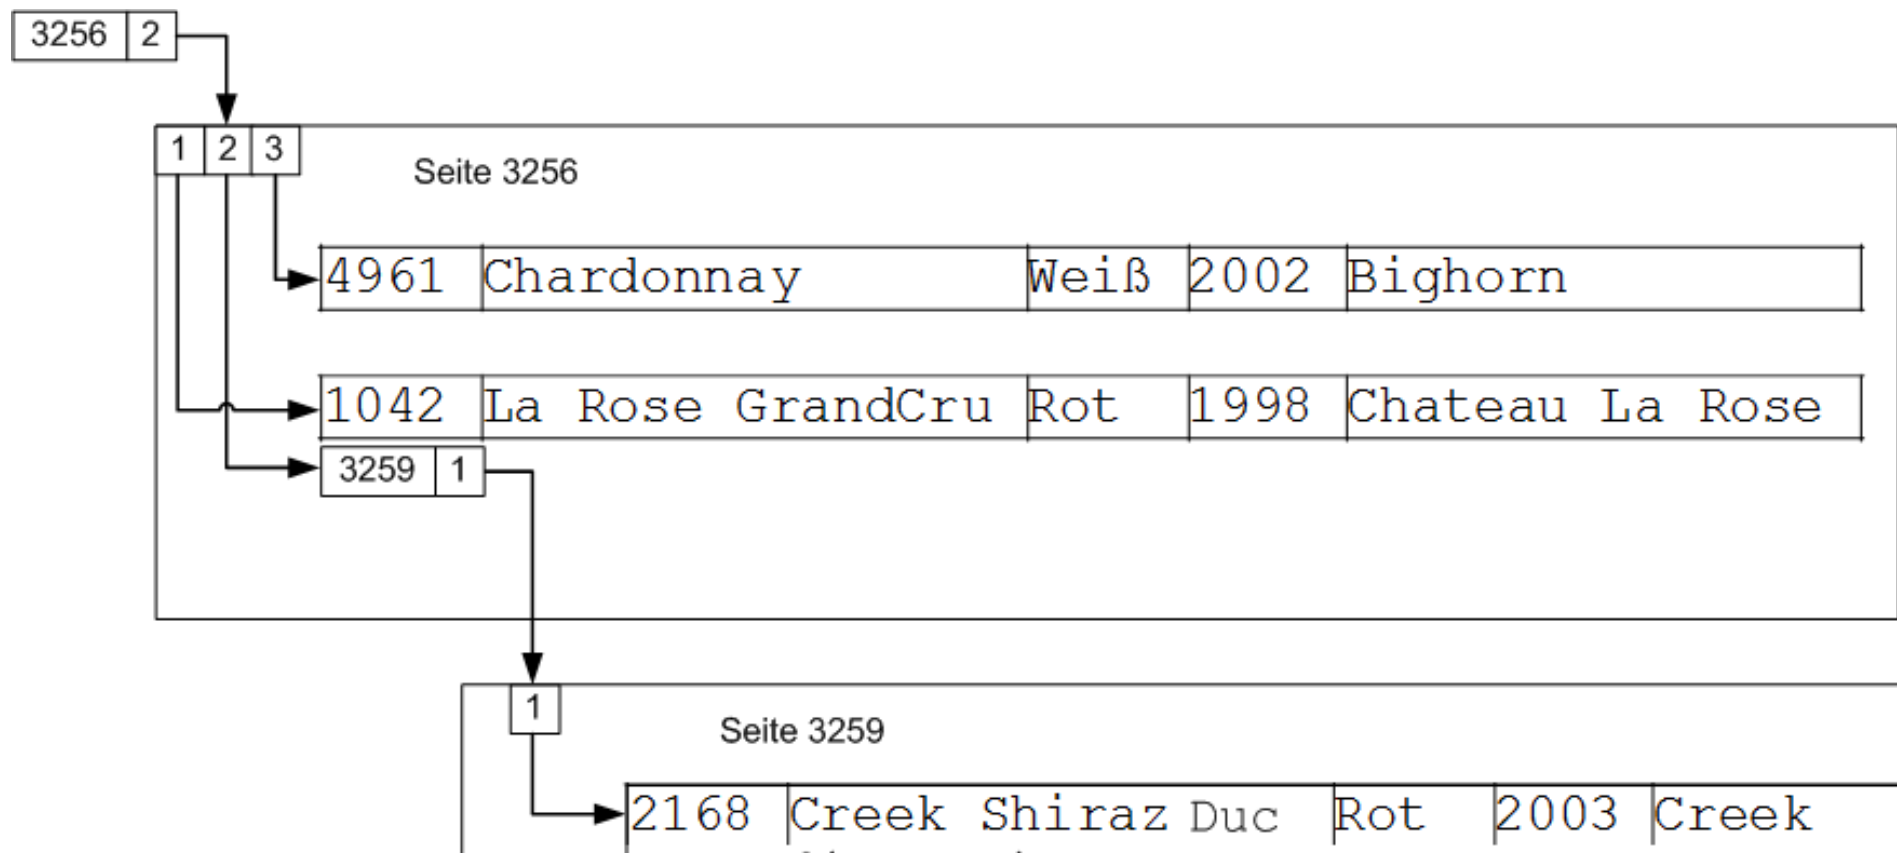 3256 2
1 2 3
Seite 3256
4961 Chardonnay Weiß 2002 Bighorn
1042 La Rose GrandCru Rot 1998 Chateau La Rose
3259 1
1
Seite 3259
2168 Creek Shiraz Duc Rot 2003 Creek